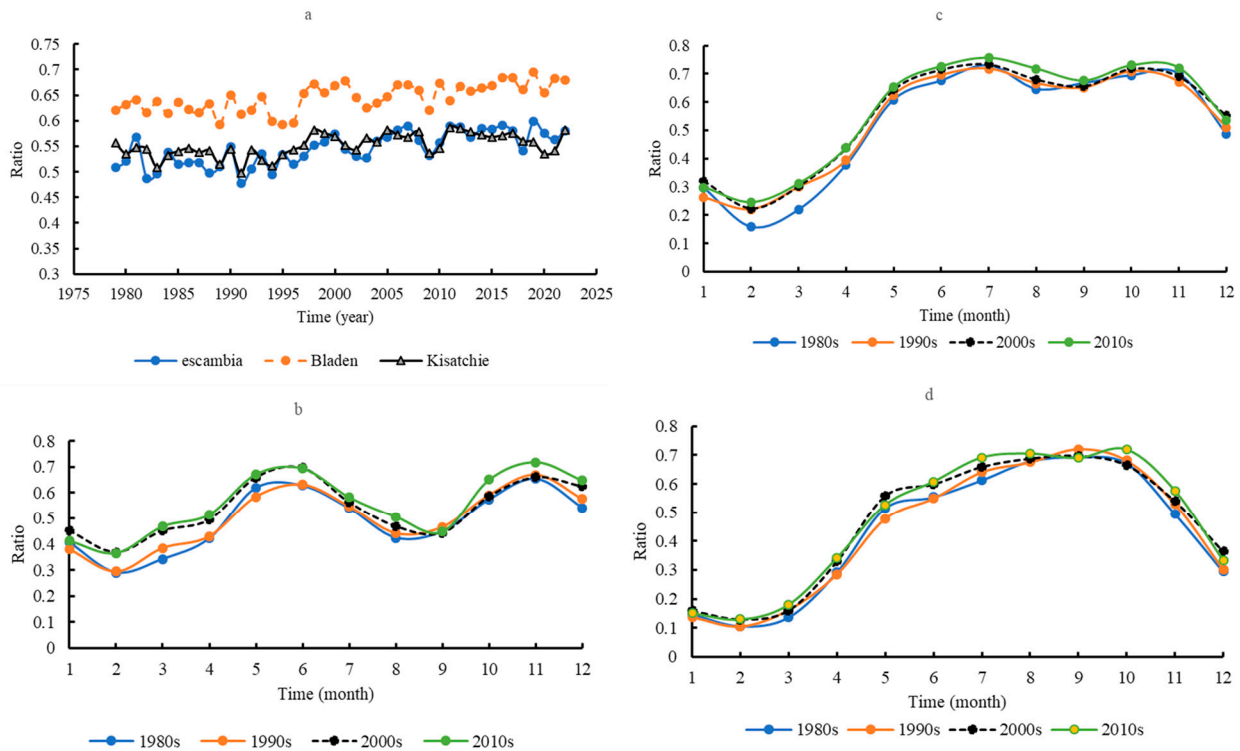 a
0.75
0.7
0.65
0.6
0.55
0.5
0.45
0.4
0.35
0.3
Ratio
1975 1980 1985 1990 1995 2000 2005 2010 2015 2020 2025
Time (year)
escambia Bladen Kisatchie
c
0.8
0.7
0.6
0.5
0.4
0.3
0.2
0.1
0
Ratio
1 2 3 4 5 6 7 8 9 10 11 12
Time (month)
1980s 1990s 2000s 2010s
b
0.8
0.7
0.6
0.5
0.4
0.3
0.2
0.1
0
Ratio
1 2 3 4 5 6 7 8 9 10 11 12
Time (month)
1980s 1990s 2000s 2010s
d
0.8
0.7
0.6
0.5
0.4
0.3
0.2
0.1
0
Ratio
1 2 3 4 5 6 7 8 9 10 11 12
Time (month)
1980s 1990s 2000s 2010s